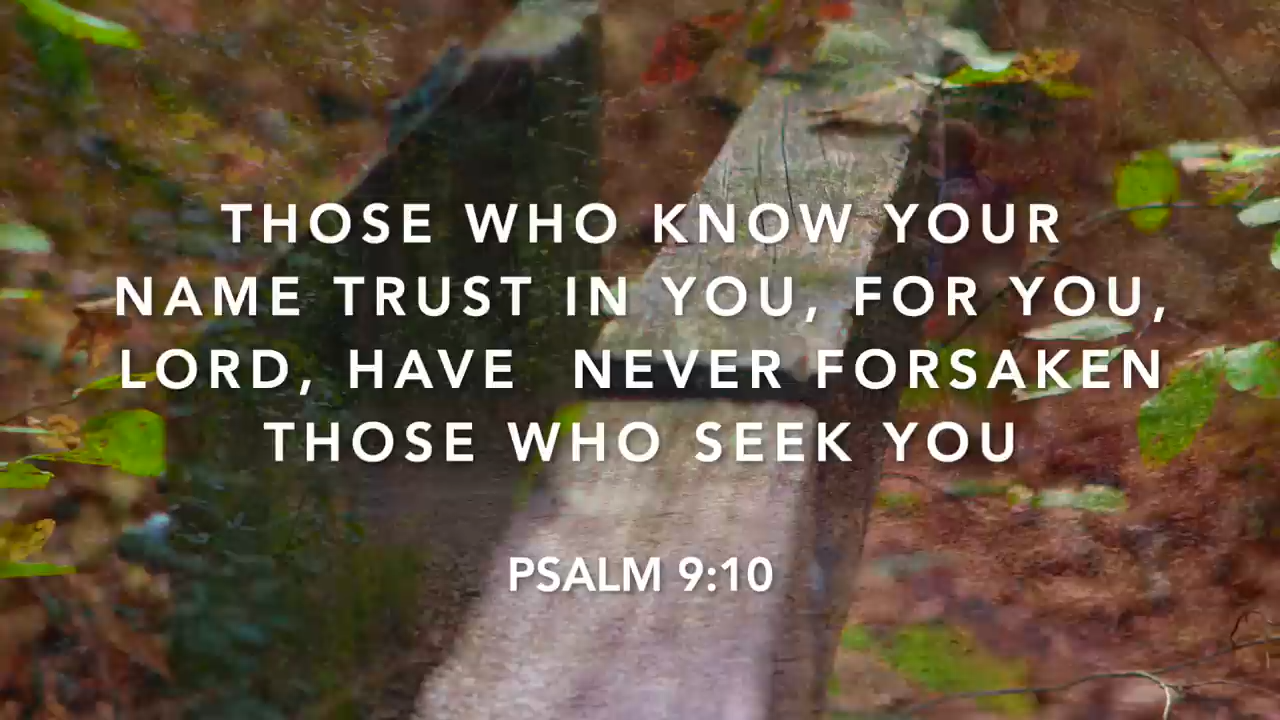 THOSE WHO KNOW YOUR
NAME TRUST IN YOU, FOR YOU,
LORD, HAVE  NEVER FORSAKEN
THOSE WHO SEEK YOU
PSALM 9:10